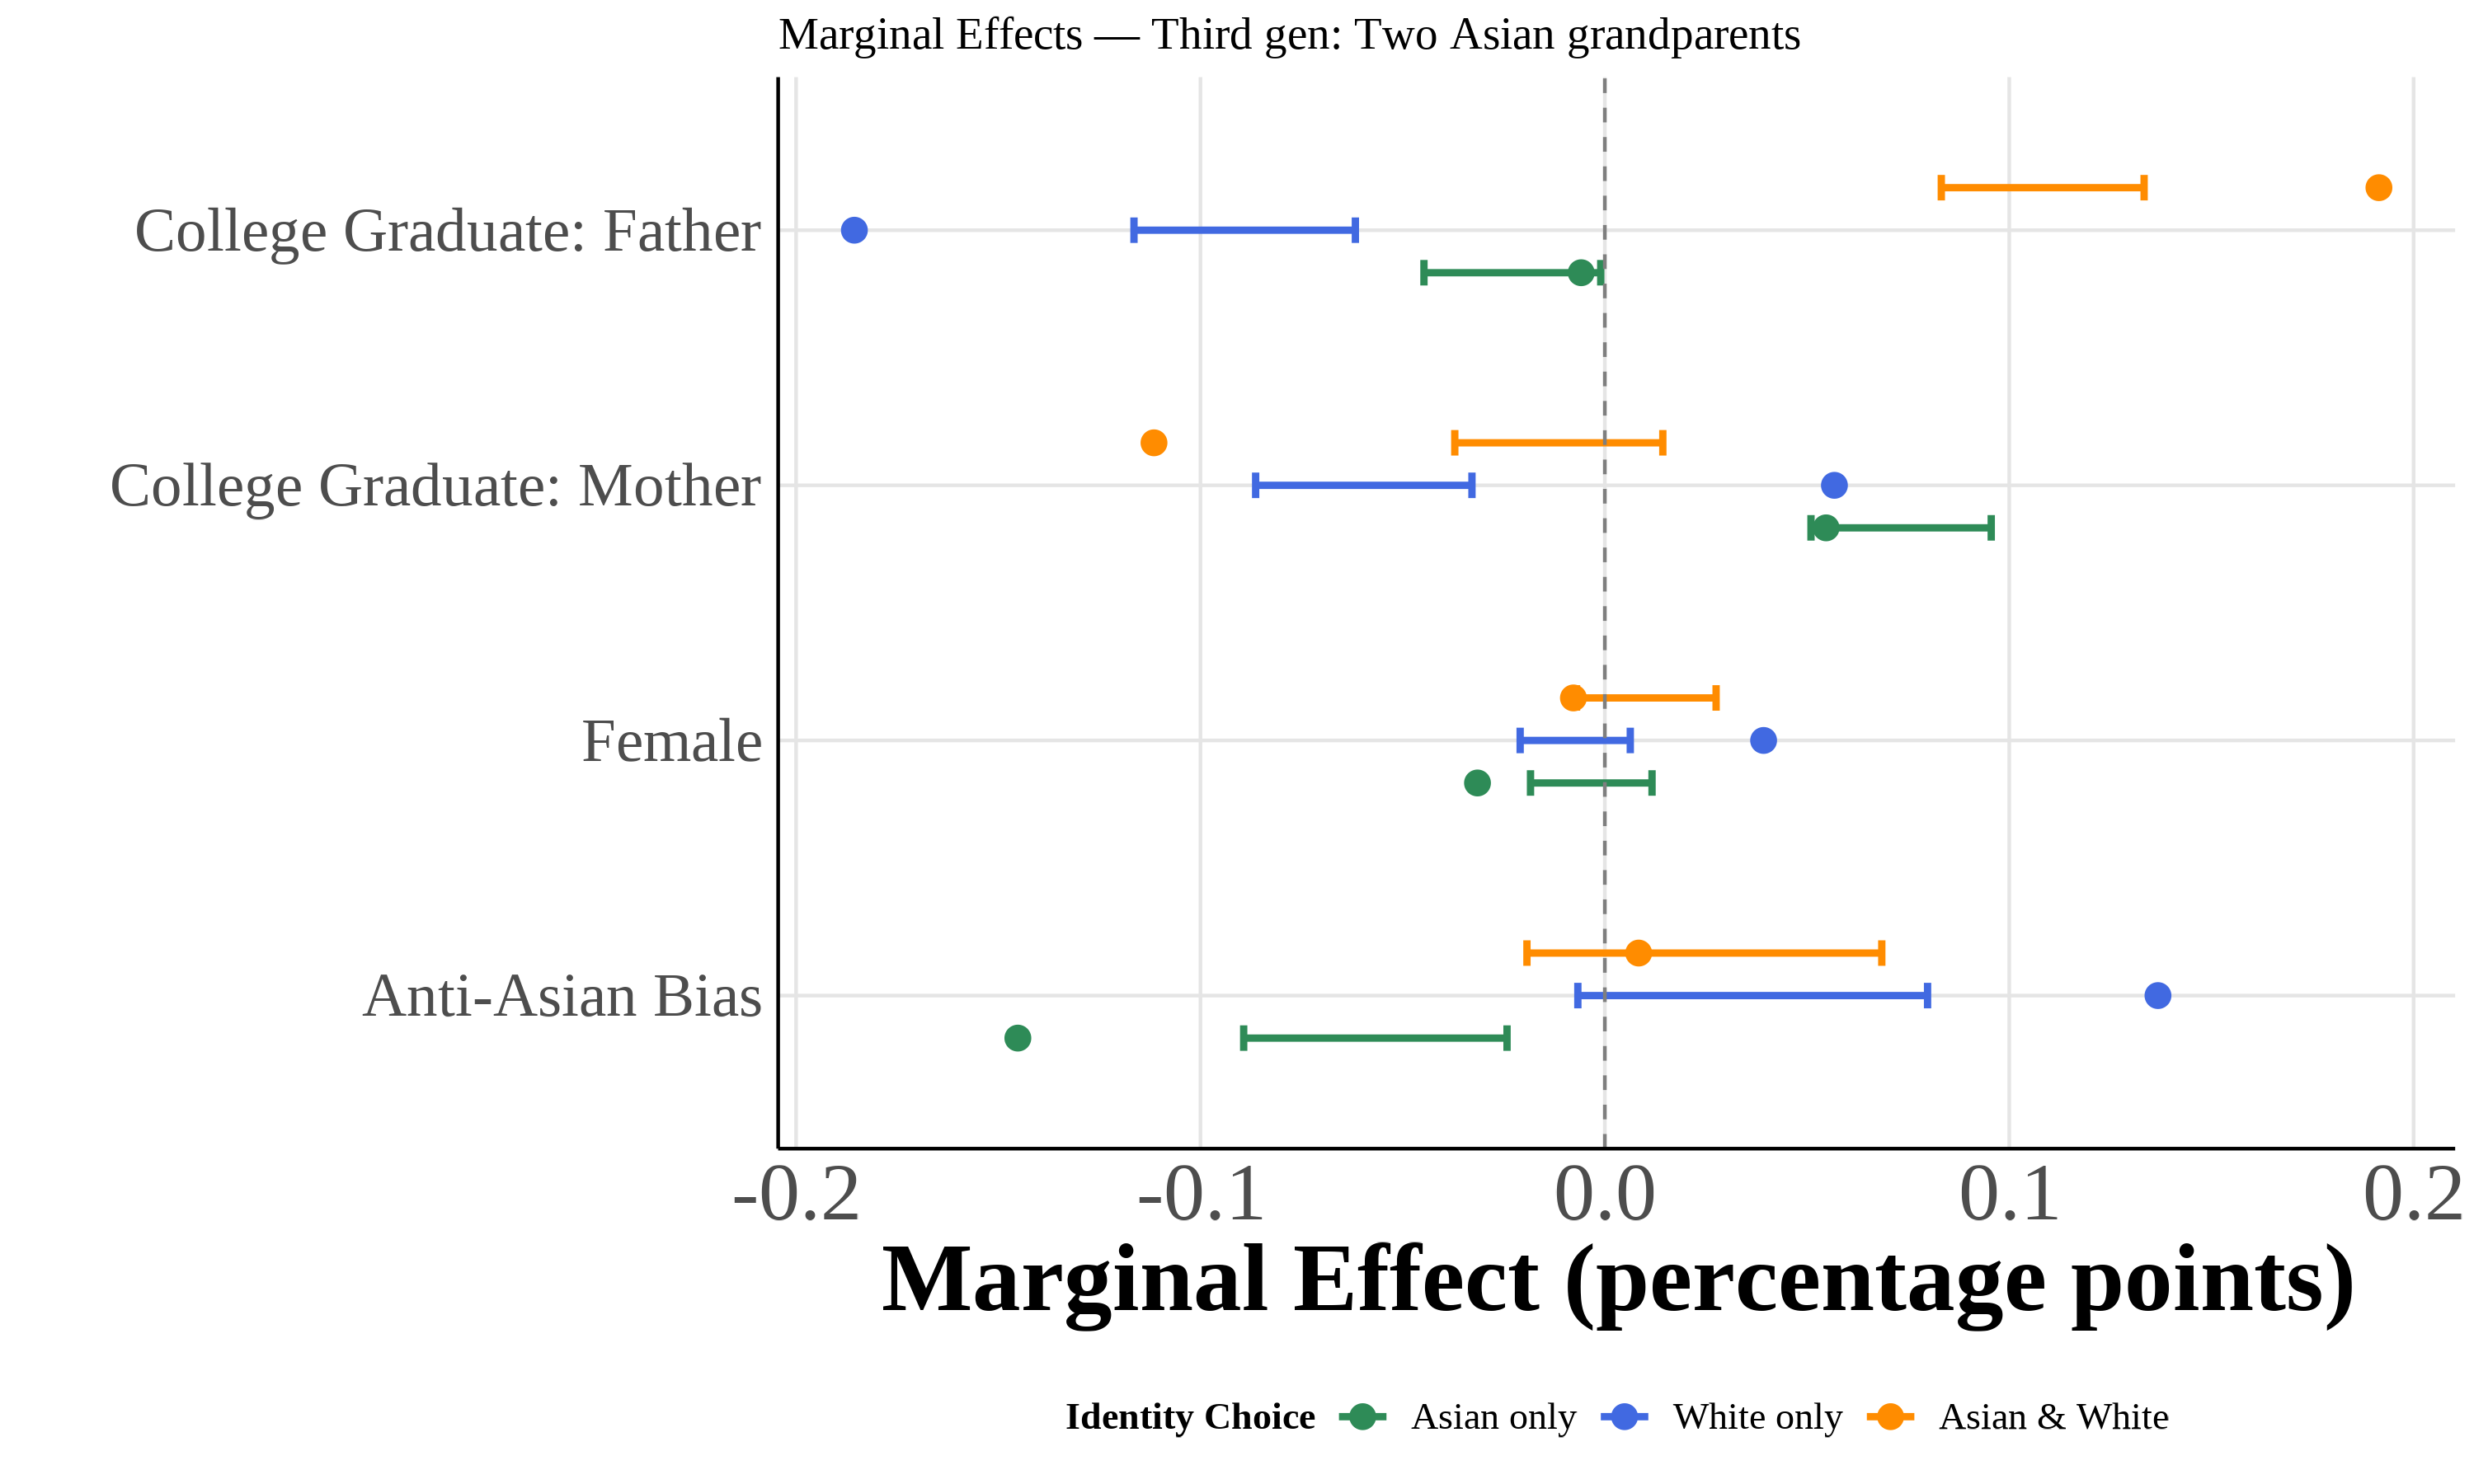 Marginal Effects — Third gen: Two Asian grandparents
College Graduate: Father
College Graduate: Mother
Female
Anti-Asian Bias
-0.2 -0.1 0.0 0.1 0.2
Marginal Effect (percentage points)
Identity Choice Asian only White only Asian & White